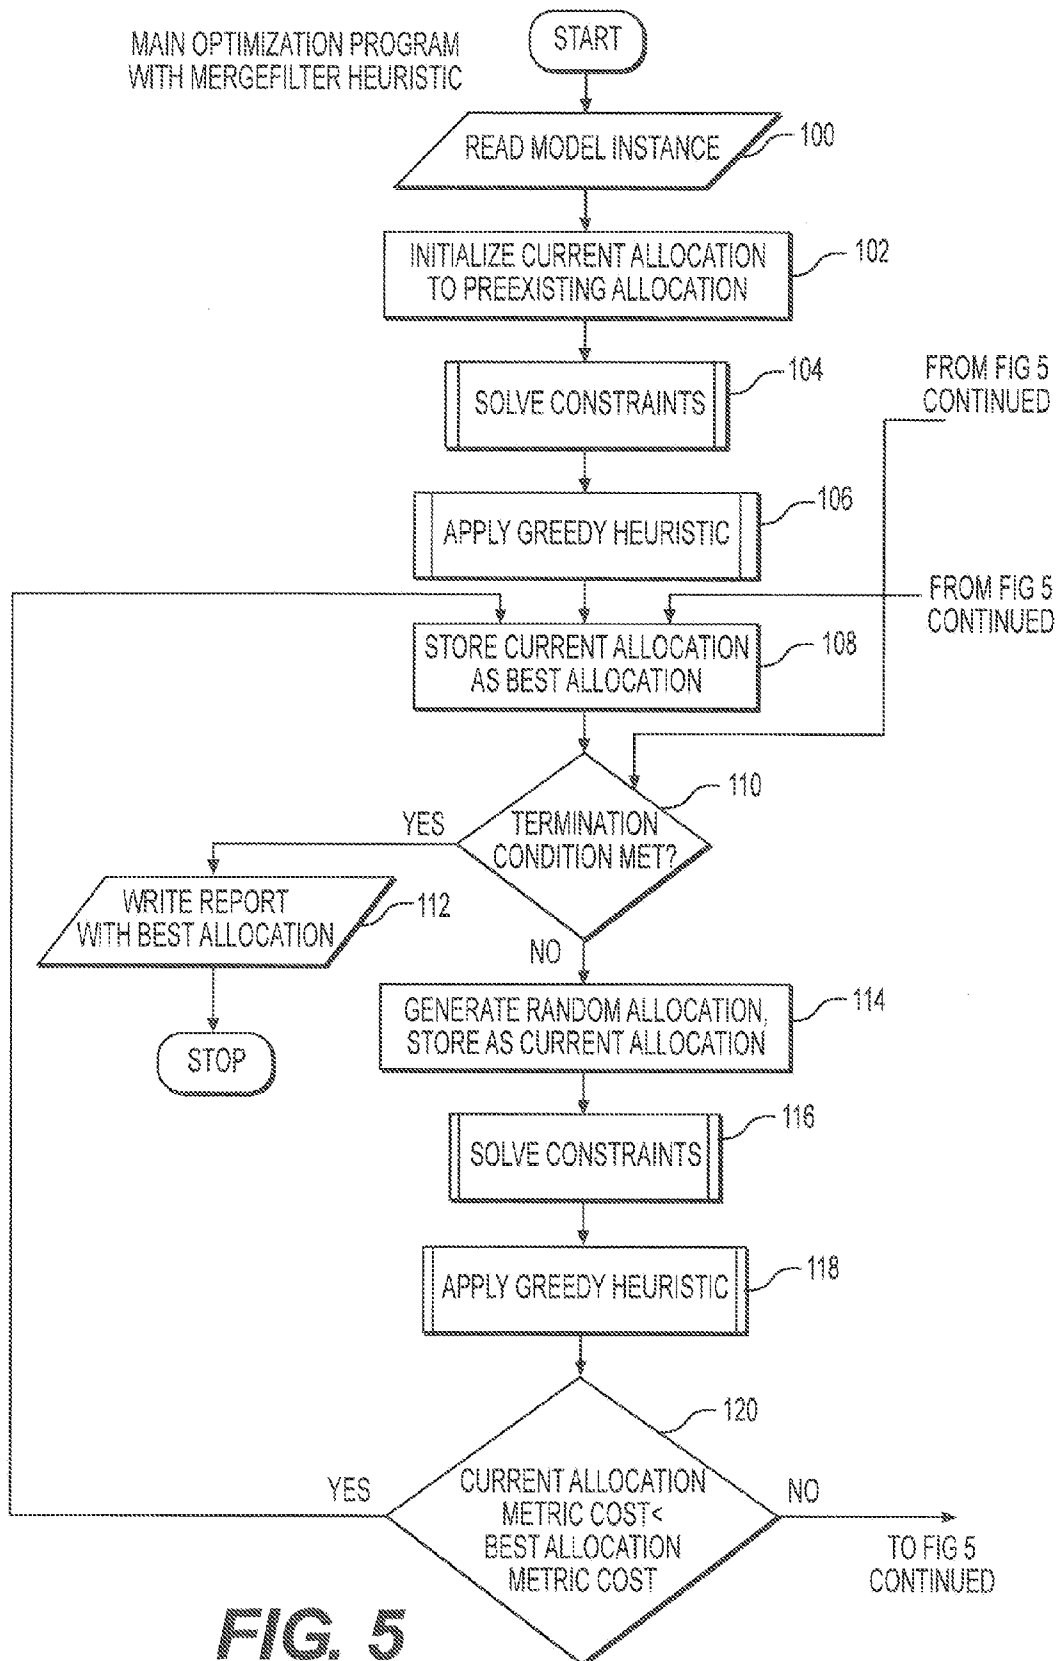 MAIN OPTIMIZATION PROGRAM
WITH MERGEFILTER HEURISTIC
START
READ MODEL INSTANCE
100
INITIALIZE CURRENT ALLOCATION
TO PREEXISTING ALLOCATION
102
SOLVE CONSTRAINTS
104
FROM FIG 5
CONTINUED
APPLY GREEDY HEURISTIC
106
FROM FIG 5
CONTINUED
STORE CURRENT ALLOCATION
AS BEST ALLOCATION
108
TERMINATION
CONDITION MET?
110
YES
WRITE REPORT
WITH BEST ALLOCATION
112
NO
STOP
GENERATE RANDOM ALLOCATION,
STORE AS CURRENT ALLOCATION
114
SOLVE CONSTRAINTS
116
APPLY GREEDY HEURISTIC
118
120
CURRENT ALLOCATION
METRIC COST<
BEST ALLOCATION
METRIC COST
YES
NO
TO FIG 5
CONTINUED
FIG. 5